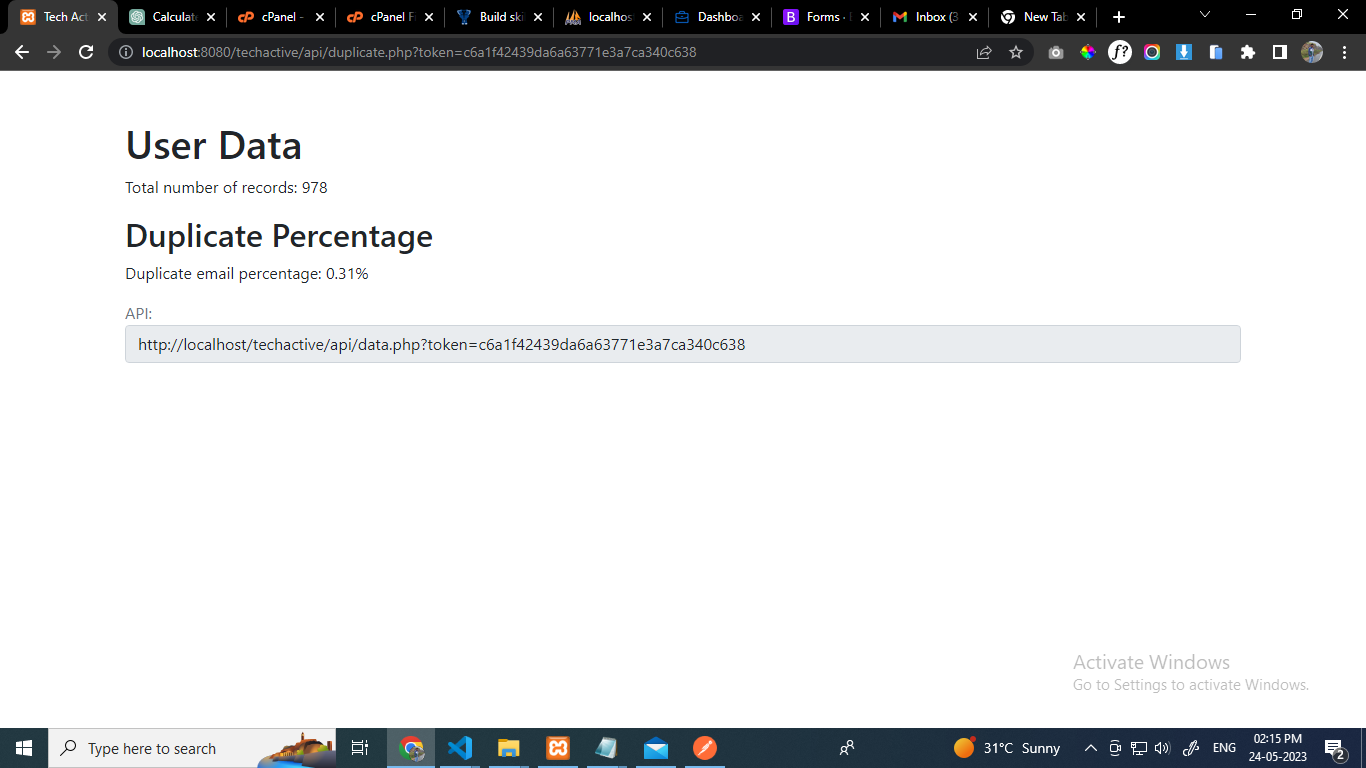 Tech Act
Calculate
cPanel -
cPanel Fi
Build ski
localhost
Dashboa
Forms ·
Inbox (3
New Tab
localhost:8080/techactive/api/duplicate.php?token=c6a1f42439da6a63771e3a7ca340c638
User Data
Total number of records: 978
Duplicate Percentage
Duplicate email percentage: 0.31%
API:
http://localhost/techactive/api/data.php?token=c6a1f42439da6a63771e3a7ca340c638
Activate Windows
Go to Settings to activate Windows.
Type here to search
31°C Sunny
ENG
02:15 PM
24-05-2023
2